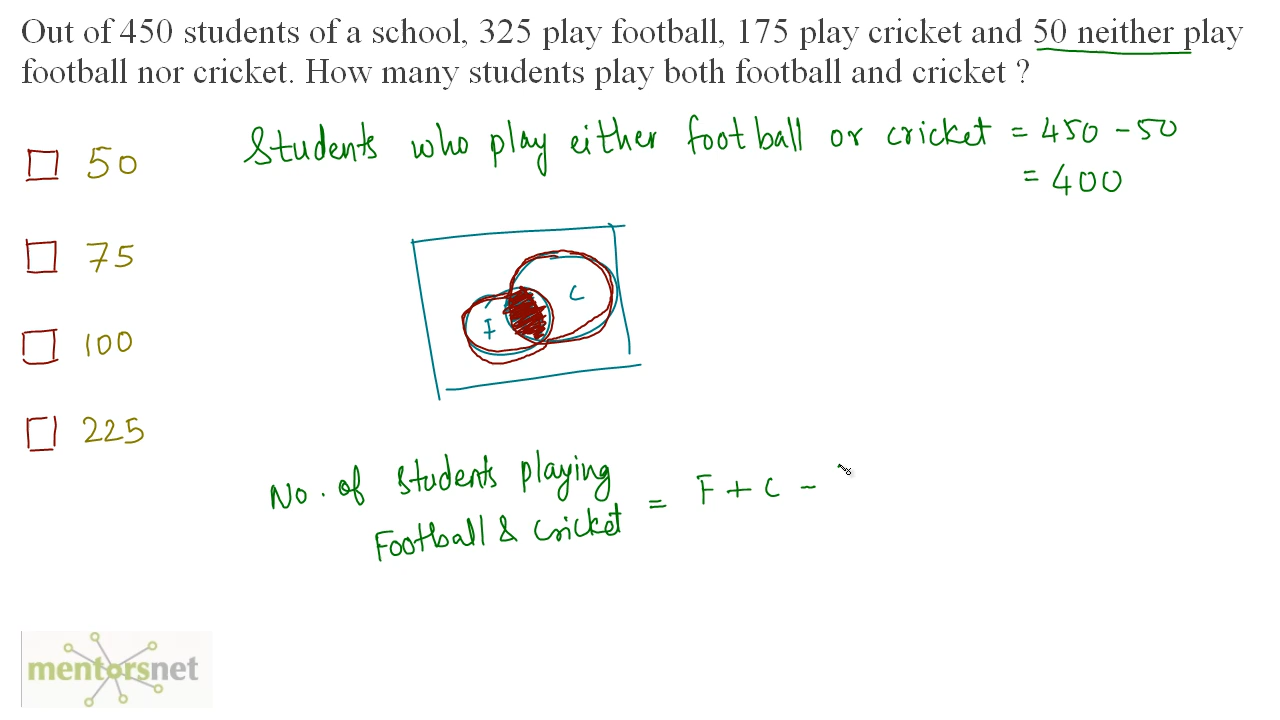 Out of 450 students of a school, 325 play football, 175 play cricket and 50 neither play
football nor cricket. How many students play both football and cricket ?
Students who play either football or cricket = 450 - 50
= 400
50
75
100
225
F
C
No. of students playing
Football & cricket = F + C -
mentorsnet